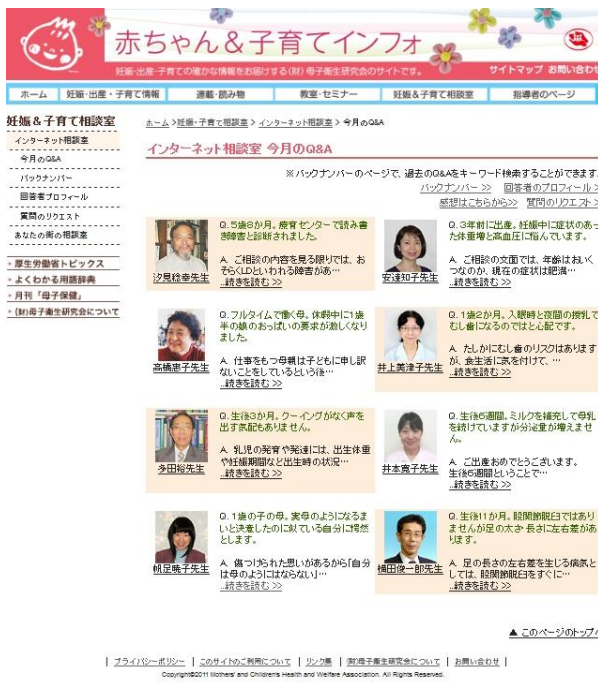 赤ちゃん&子育てインフォ
妊娠・出産・子育ての確かな情報をお届けする(財)母子衛生研究会のサイトです。
サイトマップ お問い合わ
ホーム 妊娠・出産・子育て情報 連載・読み物 教室・セミナー 妊娠&子育て相談室 指導者のページ
妊娠&子育て相談室
インターネット相談室
今月のQ&A
バックナンバー
回答者プロフィール
質問のリクエスト
あなたの街の相談室
厚生労働省トピックス
よくわかる用語辞典
月刊「母子保健」
(財)母子衛生研究会について
ホーム>妊娠・子育て相談室> インターネット相談室> 今月のQ&A
インターネット相談室 今月のQ&A
※バックナンバーのページで、過去のQ&Aをキーワード検索することができます。
バックナンバー>> 回答者のプロフィール>
感想はこちらから>> 質問のリクエスト>
Q. 5歳8か月。療育センターで読み書
き障害と診断されました。
A. ご相談の内容を見る限りでは、お
そらくLDといわれる障害があ…
...続きを読む >>
汐見稔幸先生
Q. 3年前に出産。妊娠中に症状のあっ
た体重増と高血圧に悩んでいます。
A. ご相談の文面では、年齢はおいく
つなのか、現在の症状は肥満…
...続きを読む >>
安達知子先生
Q. フルタイムで働く母。休暇中に1歳
半の娘のおっぱいの要求が激しくなり
ました。
A. 仕事をもつ母親は子どもに申し訳
ないことをしているという後…
...続きを読む >>
高橋恵子先生
Q. 1歳2か月。入眠時と夜間の授乳で
むし歯になるのではと心配です。
A. たしかにむし歯のリスクはあります
が、食生活に気を付けて、…
...続きを読む >>
井上美津子先生
Q. 生後3か月。クーイングがなく声を
出す気配もありません。
A. 乳児の発育や発達には、出生体重
や妊娠期間など出生時の状況…
...続きを読む >>
多田裕先生
Q. 生後6週間。ミルクを補充して母乳
を続けていますが分泌量が増えませ
ん。
A. ご出産おめでとうございます。
生後6週間ということで…
...続きを読む >>
井本寛子先生
Q. 1歳の子の母。実母のようになるま
いと決意したのに似ている自分に愕然
とします。
A. 傷つけられた思いがあるから「自分
は母のようにはならない」…
...続きを読む >>
帆足暁子先生
Q. 生後11か月。股関節脱臼ではあり
ませんが足の太さ・長さに左右差があ
ります。
A. 足の長さの左右差を生じる病気と
しては、股関節脱臼をすぐに…
...続きを読む >>
横田俊一郎先生
▲ このページのトップへ
| プライバシーポリシー | このサイトのご利用について | リンク集 | (財)母子衛生研究会について | お問い合わせ |
Copyright©2011 Mothers' and Children's Health and Welfare Association. All Rights Reserved.